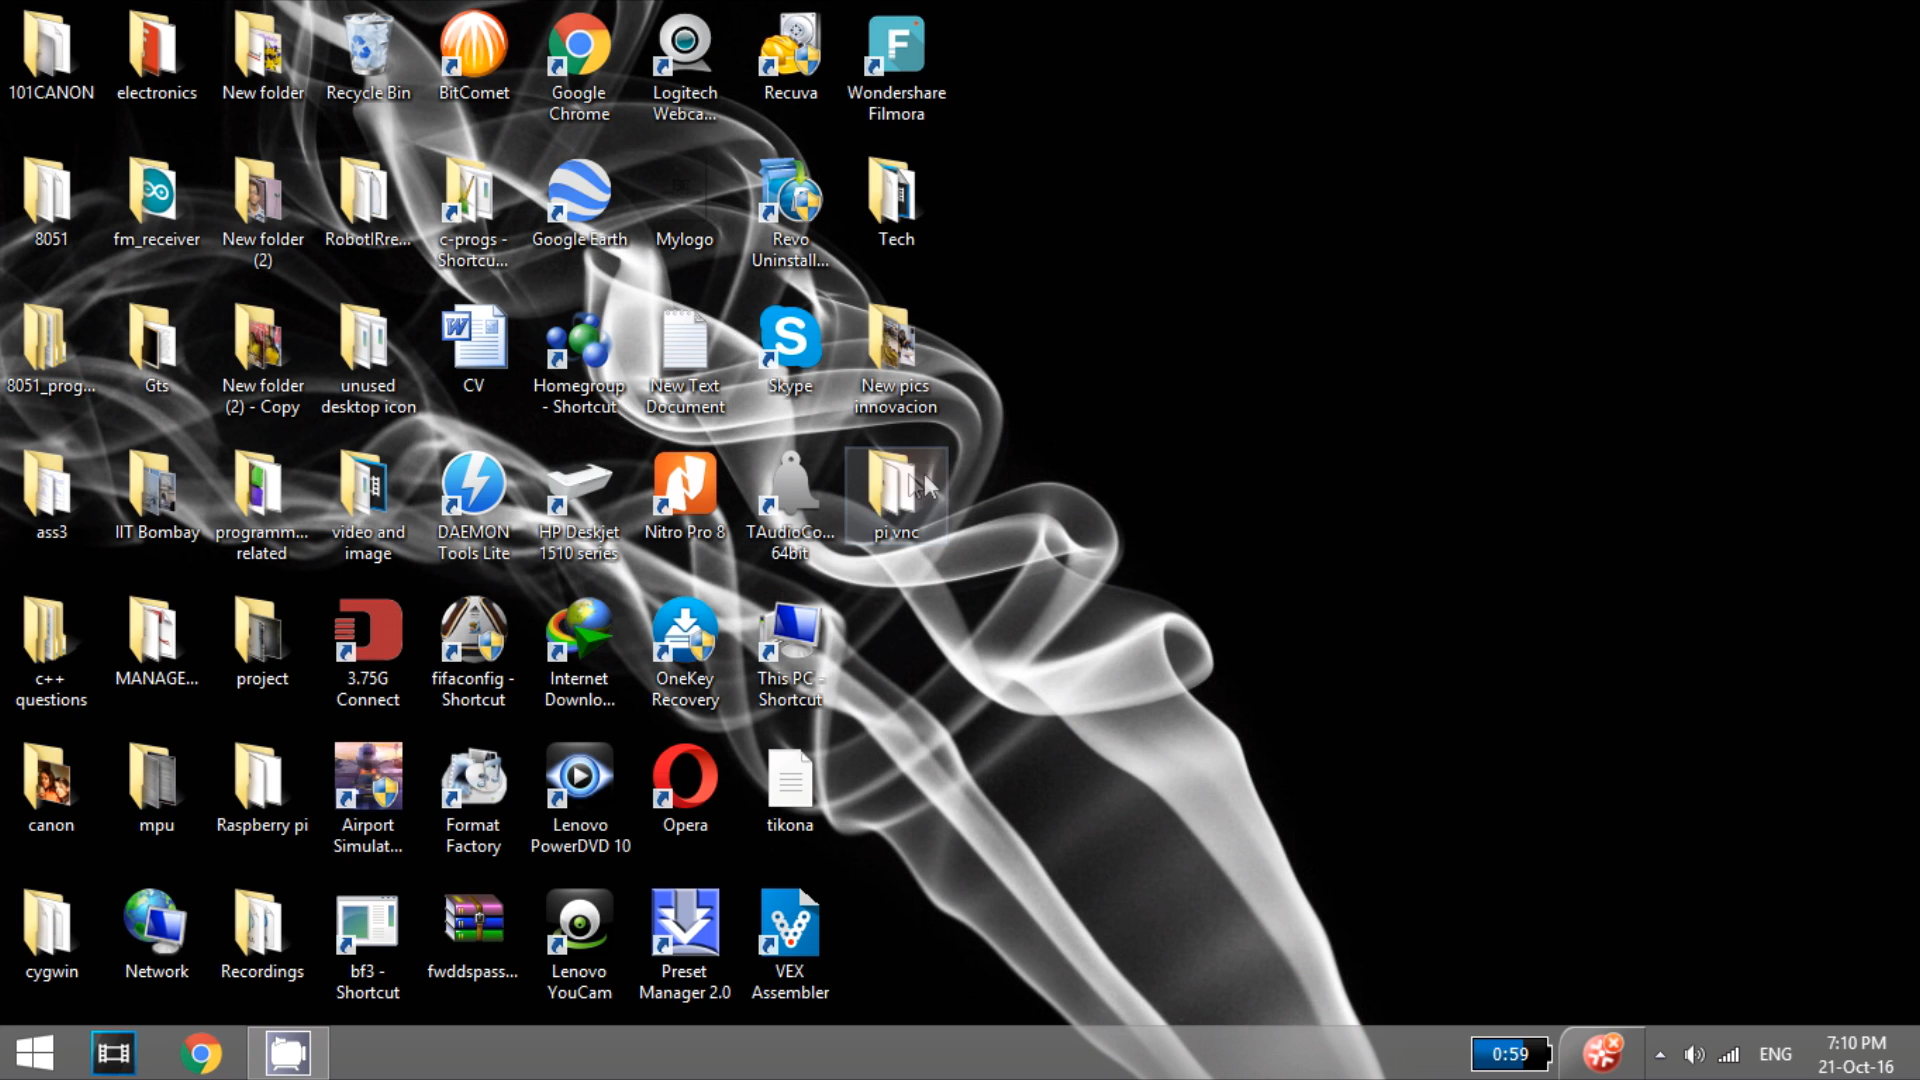 101CANON
electronics
New folder
Recycle Bin
BitComet
Google
Chrome
Logitech
Webca...
Recuva
Wondershare
Filmora
8051
fm_receiver
New folder
(2)
RobotIRre...
c-progs -
Shortcu...
Google Earth
Mylogo
Revo
Uninstall...
Tech
8051_prog...
Gts
New folder
(2) - Copy
unused
desktop icon
CV
Homegroup
- Shortcut
New Text
Document
Skype
New pics
innovacion
ass3
IIT Bombay
programm...
related
video and
image
DAEMON
Tools Lite
HP Deskjet
1510 series
Nitro Pro 8
TAudioCo...
64bit
pi vnc
c++
questions
MANAGE...
project
3.75G
Connect
fifaconfig -
Shortcut
Internet
Downlo...
OneKey
Recovery
This PC -
Shortcut
canon
mpu
Raspberry pi
Airport
Simulat...
Format
Factory
Lenovo
PowerDVD 10
Opera
tikona
cygwin
Network
Recordings
bf3 -
Shortcut
fwddspass...
Lenovo
YouCam
Preset
Manager 2.0
VEX
Assembler
0:59
ENG
7:10 PM
21-Oct-16